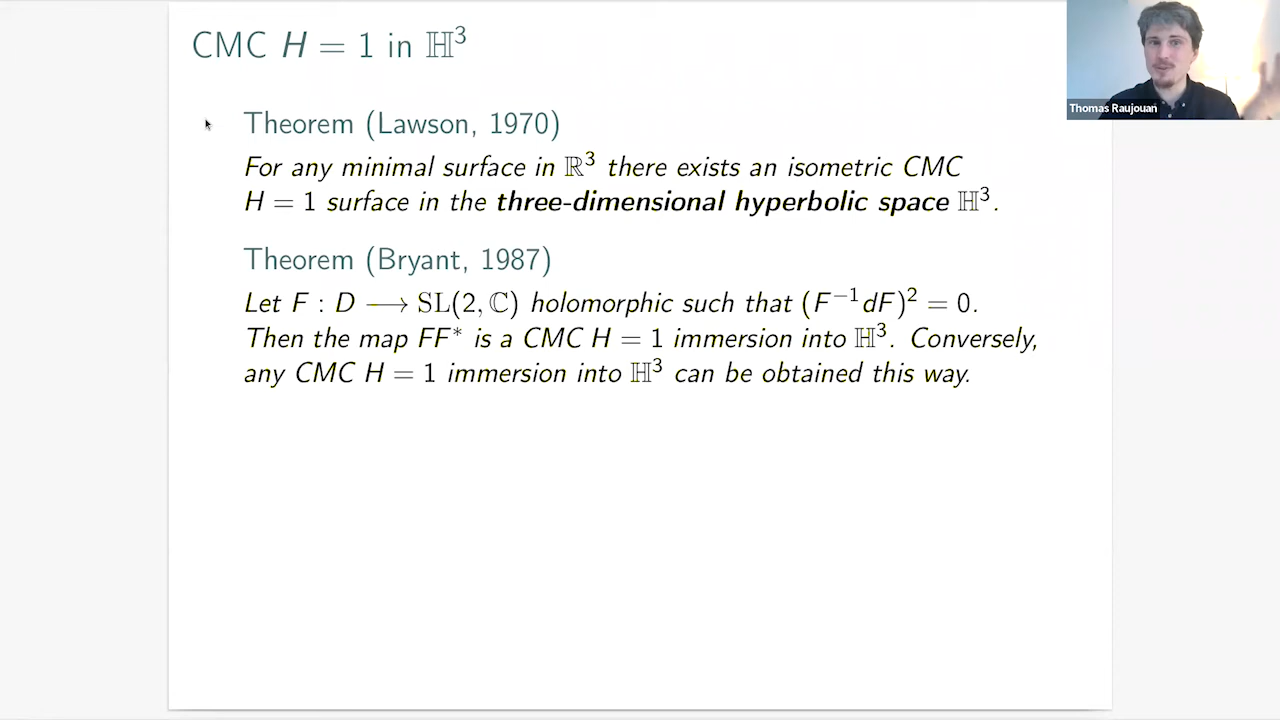 CMC H = 1 in ℍ³
Thomas Raujouan
Theorem (Lawson, 1970)
For any minimal surface in ℝ³ there exists an isometric CMC
H = 1 surface in the three-dimensional hyperbolic space ℍ³.
Theorem (Bryant, 1987)
Let F : D ⟶ SL(2, ℂ) holomorphic such that (F⁻¹dF)² = 0.
Then the map FF* is a CMC H = 1 immersion into ℍ³. Conversely,
any CMC H = 1 immersion into ℍ³ can be obtained this way.